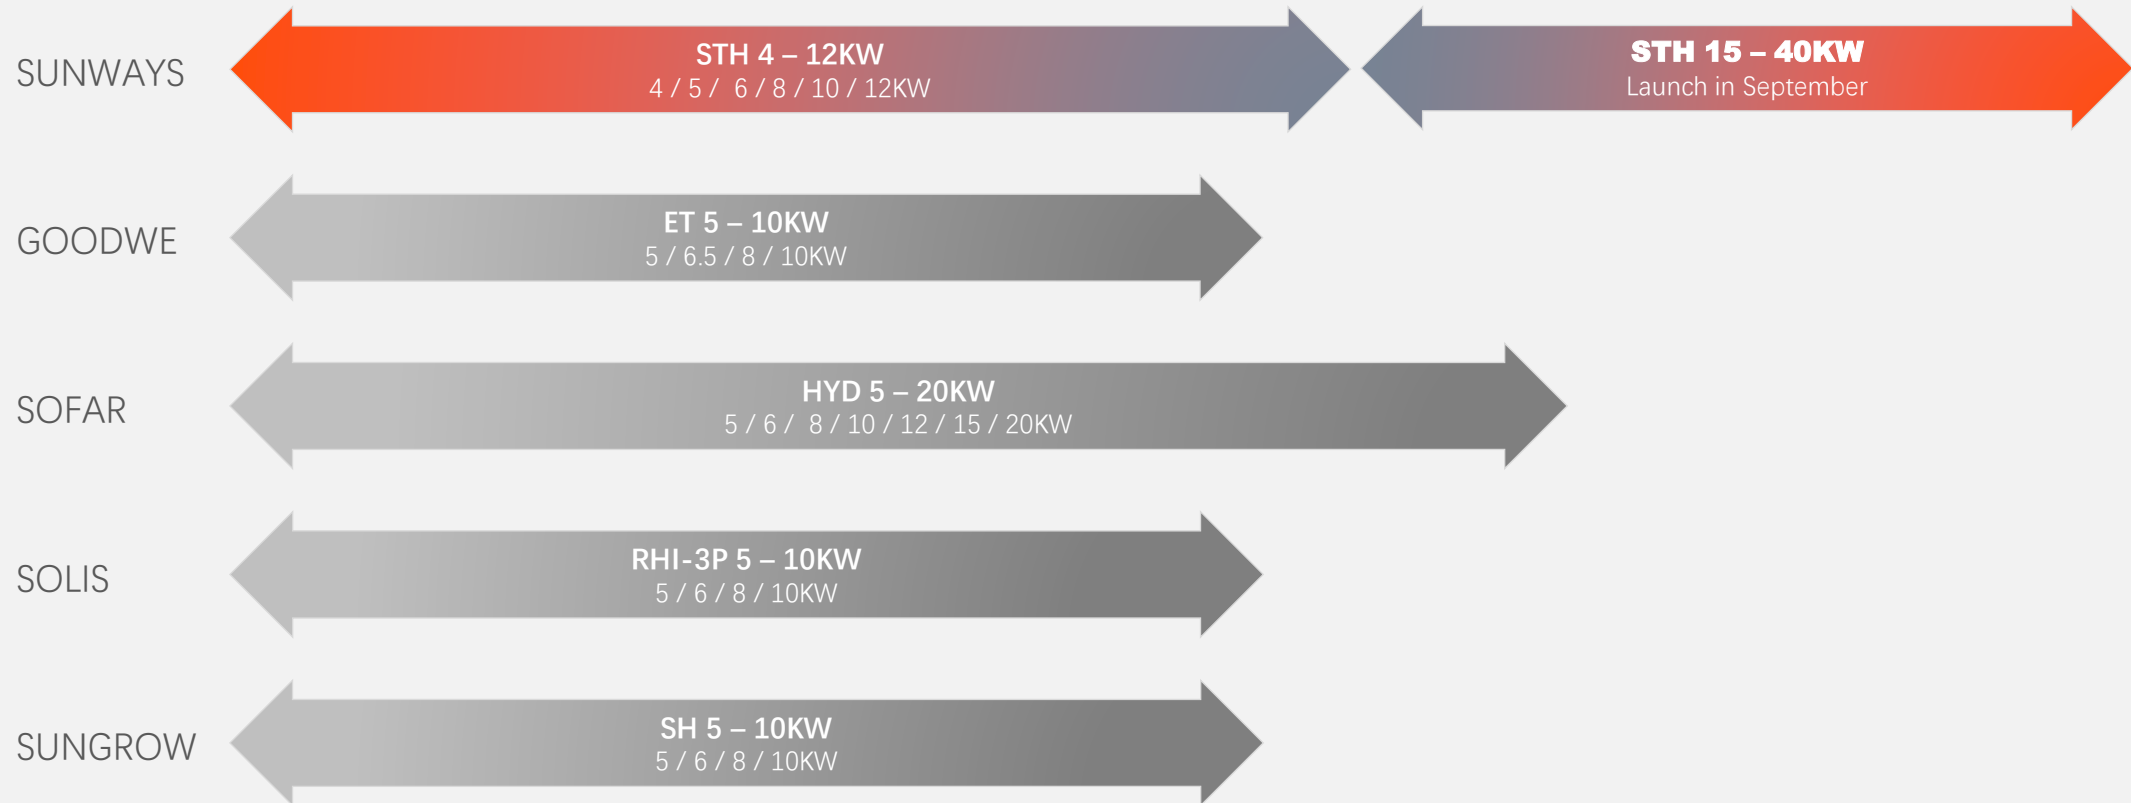 SUNWAYS
STH 4 – 12KW
4 / 5 /  6 / 8 / 10 / 12KW
STH 15 – 40KW
Launch in September
GOODWE
ET 5 – 10KW
5 / 6.5 / 8 / 10KW
SOFAR
HYD 5 – 20KW
5 / 6 /  8 / 10 / 12 / 15 / 20KW
SOLIS
RHI-3P 5 – 10KW
5 / 6 / 8 / 10KW
SUNGROW
SH 5 – 10KW
5 / 6 / 8 / 10KW